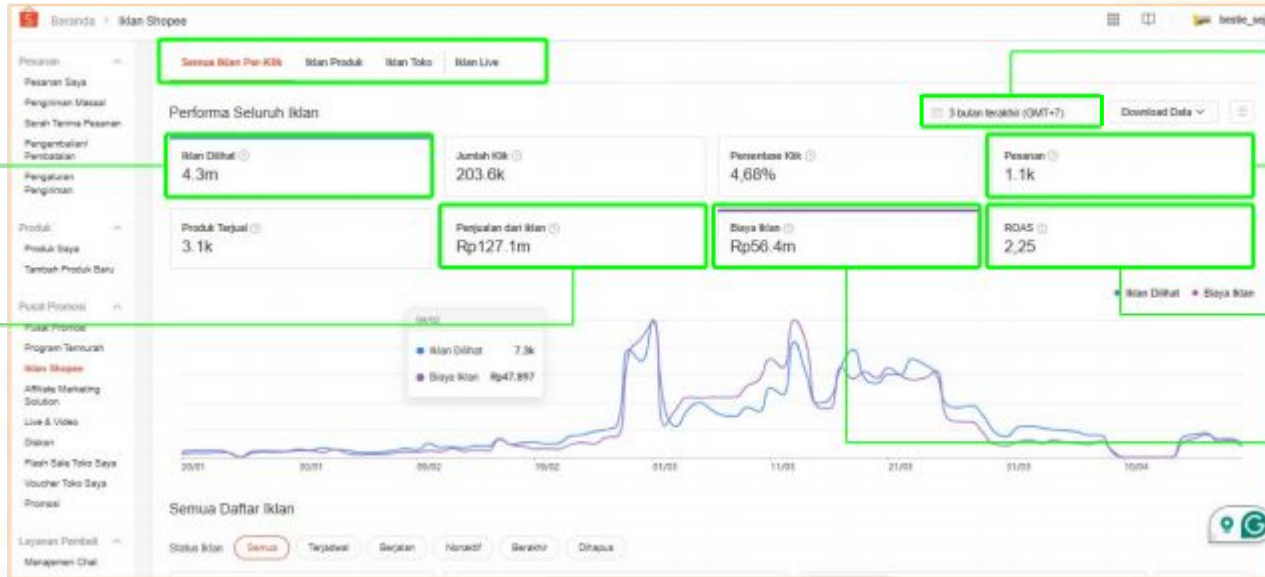 Beranda > Iklan Shopee
bestie_sej
Pesanan
Pesanan Saya
Pengiriman Massal
Serah Terima Pesanan
Pengembalian/
Pembatalan
Pengaturan
Pengiriman
Produk
Produk Saya
Tambah Produk Baru
Pusat Promosi
Pusat Promosi
Program Termurah
Iklan Shopee
Affiliate Marketing
Solution
Live & Video
Diskon
Flash Sale Toko Saya
Voucher Toko Saya
Promosi
Layanan Pembeli
Manajemen Chat
Semua Iklan Per-Klik Iklan Produk Iklan Toko Iklan Live
Performa Seluruh Iklan
3 bulan terakhir (GMT+7) Download Data
Iklan Dilihat
4.3m
Jumlah Klik
203.6k
Persentase Klik
4,68%
Pesanan
1.1k
Produk Terjual
3.1k
Penjualan dari Iklan
Rp127.1m
Biaya Iklan
Rp56.4m
ROAS
2,25
Iklan Dilihat Biaya Iklan
Iklan Dilihat 7.3k
Biaya Iklan Rp47.897
20/01 30/01 09/02 19/02 01/03 11/03 21/03 31/03 10/04
Semua Daftar Iklan
Status Iklan Semua Terjadwal Berjalan Nonaktif Berakhir Dihapus